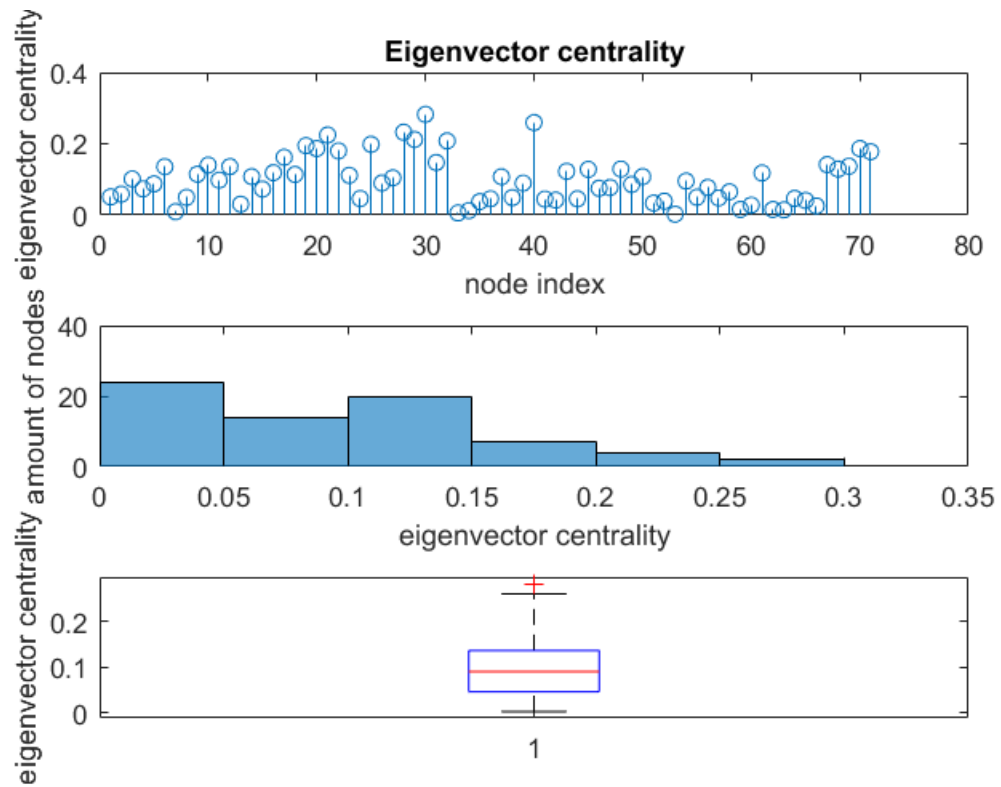 Eigenvector centrality
eigenvector centrality
0.4
0.2
0
0 10 20 30 40 50 60 70 80
node index
amount of nodes
40
20
0
0 0.05 0.1 0.15 0.2 0.25 0.3 0.35
eigenvector centrality
eigenvector centrality
0.2
0.1
0
1